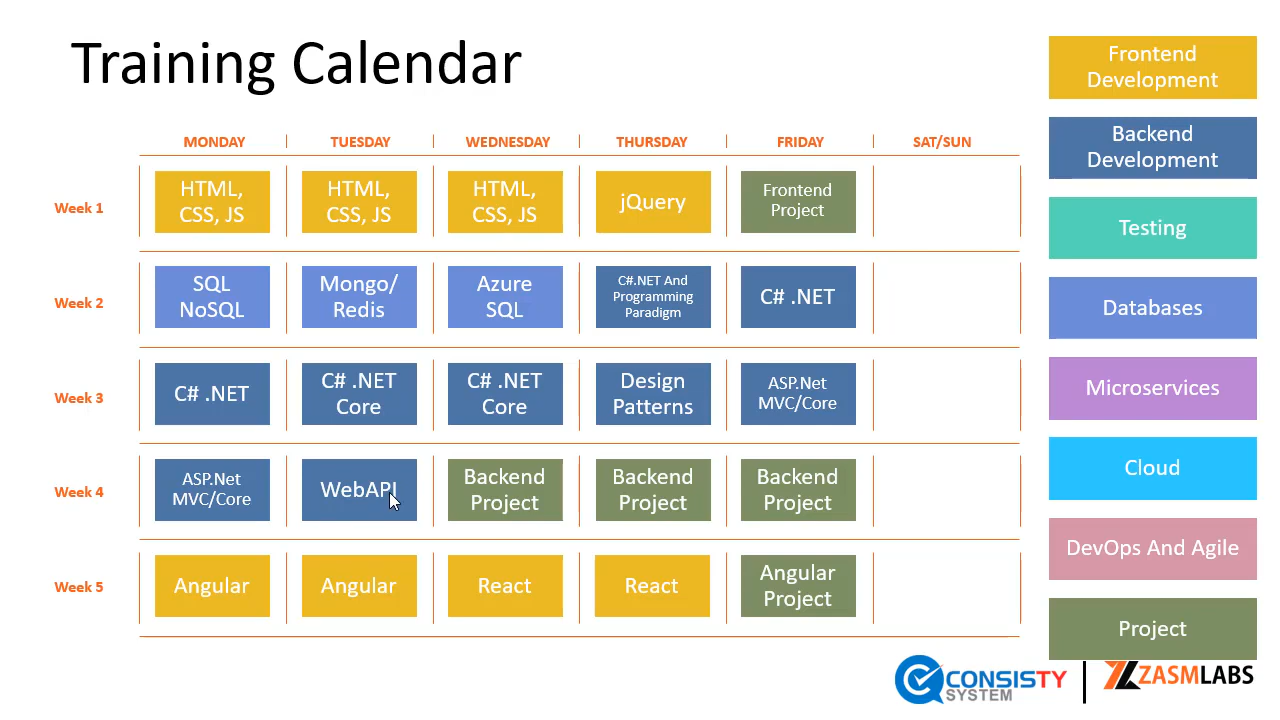 Training Calendar
MONDAY TUESDAY WEDNESDAY THURSDAY FRIDAY SAT/SUN
Week 1
HTML,
CSS, JS
HTML,
CSS, JS
HTML,
CSS, JS
jQuery
Frontend
Project
Week 2
SQL
NoSQL
Mongo/
Redis
Azure
SQL
C#.NET And
Programming
Paradigm
C# .NET
Week 3
C# .NET
C# .NET
Core
C# .NET
Core
Design
Patterns
ASP.Net
MVC/Core
Week 4
ASP.Net
MVC/Core
WebAPI
Backend
Project
Backend
Project
Backend
Project
Week 5
Angular
Angular
React
React
Angular
Project
Frontend
Development
Backend
Development
Testing
Databases
Microservices
Cloud
DevOps And Agile
Project
CONSISTY
SYSTEM
ZASMLABS